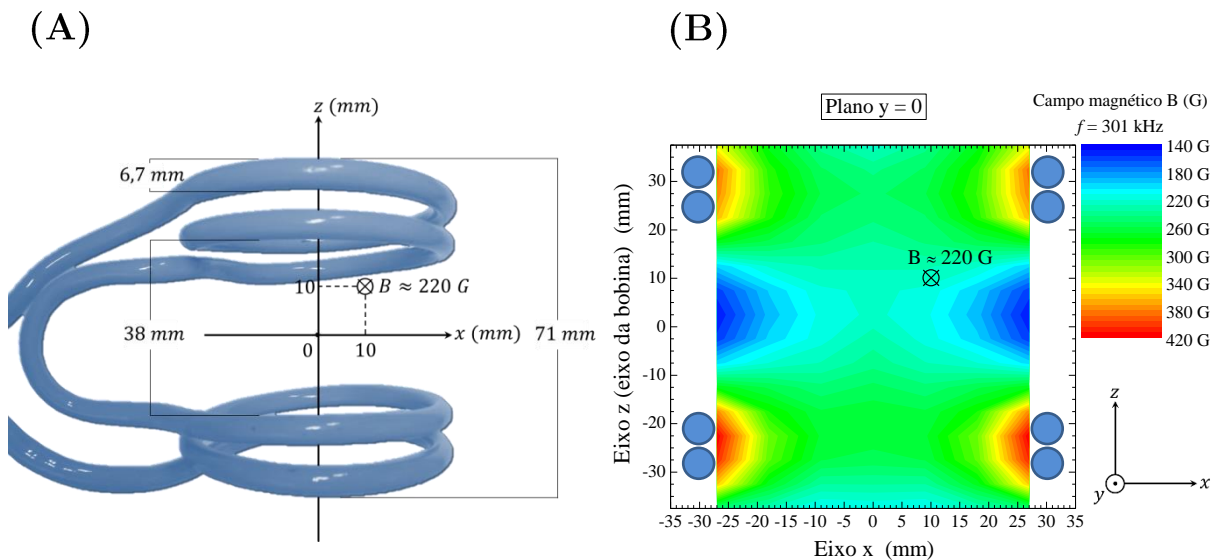 (A)
z (mm)
6,7 mm
10
B ≈ 220 G
38 mm
x (mm)
71 mm
0
10
(B)
Plano y = 0
Campo magnético B (G)
f = 301 kHz
140 G
180 G
220 G
260 G
300 G
340 G
380 G
420 G
B ≈ 220 G
Eixo z (eixo da bobina) (mm)
30
20
10
0
-10
-20
-30
-35 -30 -25 -20 -15 -10 -5 0 5 10 15 20 25 30 35
Eixo x (mm)
z
y
x